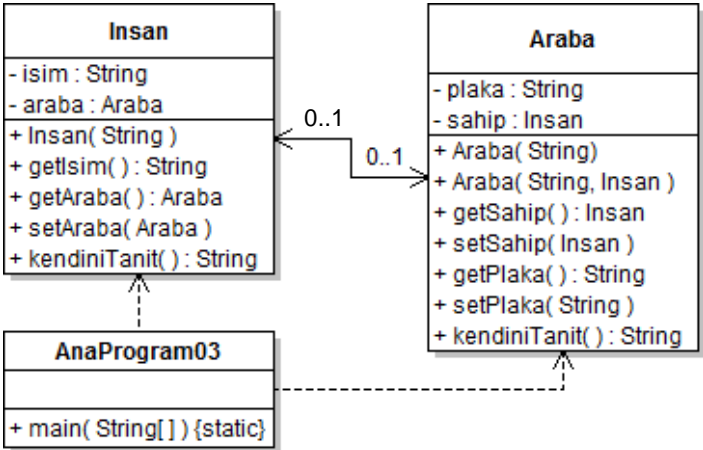 Insan
- isim : String
- araba : Araba
+ Insan( String )
+ getIsim( ) : String
+ getAraba( ) : Araba
+ setAraba( Araba )
+ kendiniTanit( ) : String
0..1
0..1
Araba
- plaka : String
- sahip : Insan
+ Araba( String)
+ Araba( String, Insan )
+ getSahip( ) : Insan
+ setSahip( Insan )
+ getPlaka( ) : String
+ setPlaka( String )
+ kendiniTanit( ) : String
AnaProgram03
+ main( String[ ] ) {static}